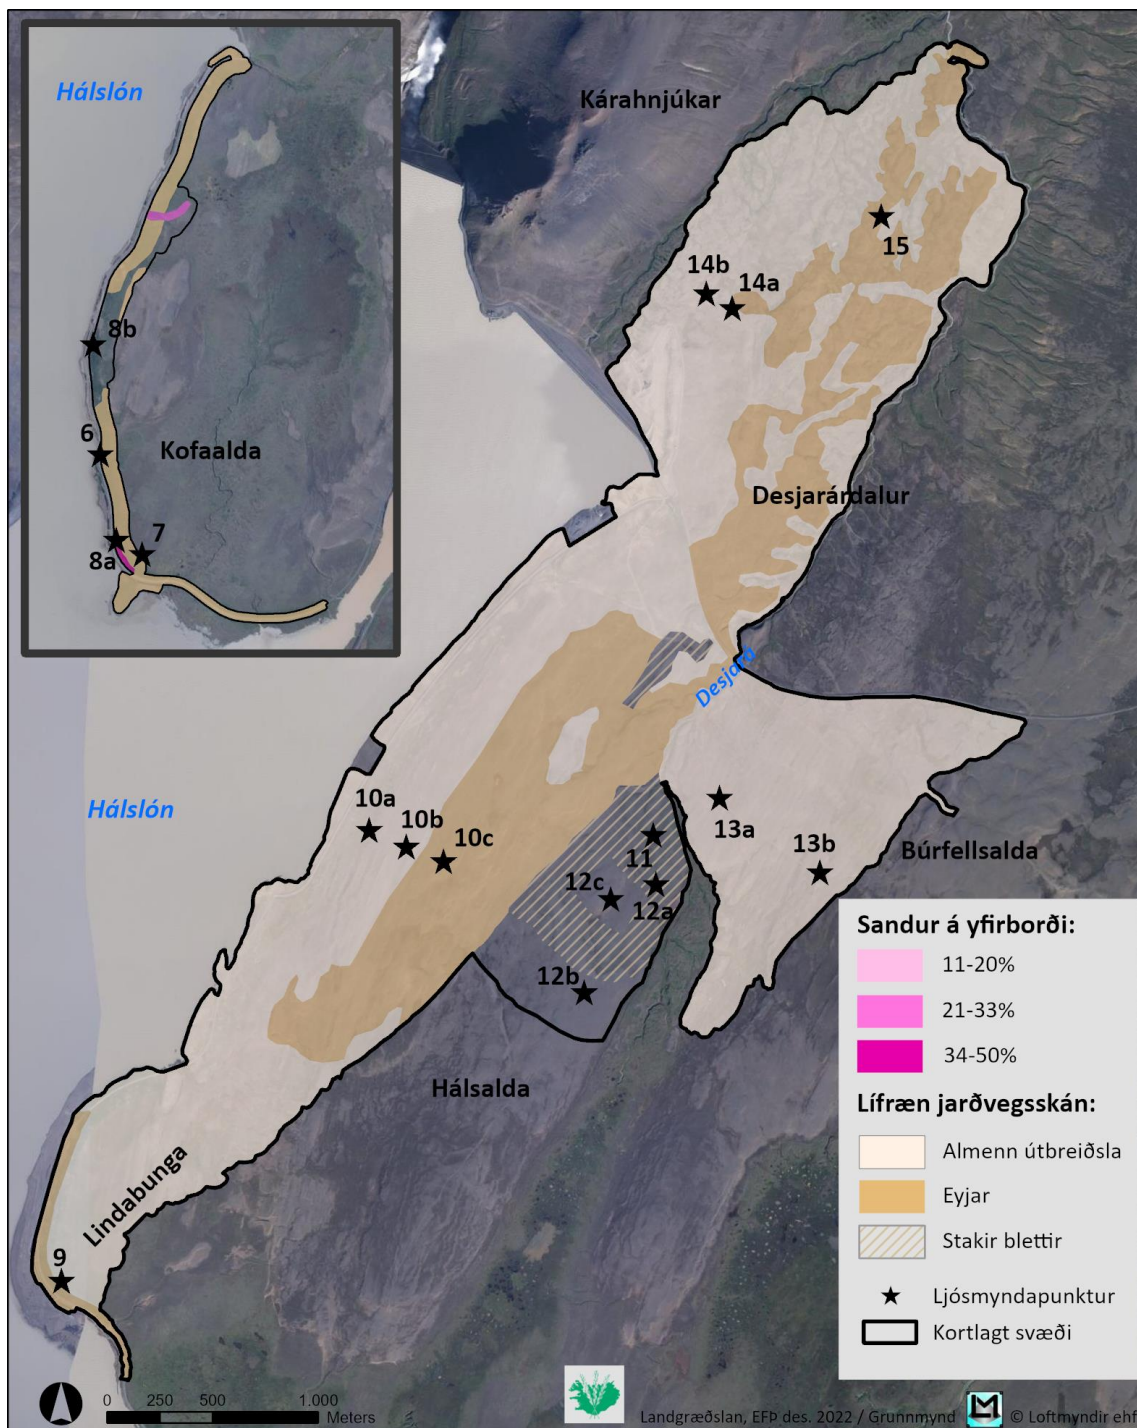 Hálslón
Kárahnjúkar
15
14b
14a
8b
6
Kofaalda
7
8a
Desjarárdalur
Desjará
Hálslón
10a
10b
10c
13a
13b
11
12c
12a
12b
Búrfellsalda
Hálsalda
Lindabunga
9
Sandur á yfirborði:
11-20%
21-33%
34-50%
Lífræn jarðvegsskán:
Almenn útbreiðsla
Eyjar
Stakir blettir
Ljósmyndapunktur
Kortlagt svæði
0 250 500 1.000
Meters
Landgræðslan, EFÞ des. 2022 / Grunnmynd LM © Loftmyndir ehf